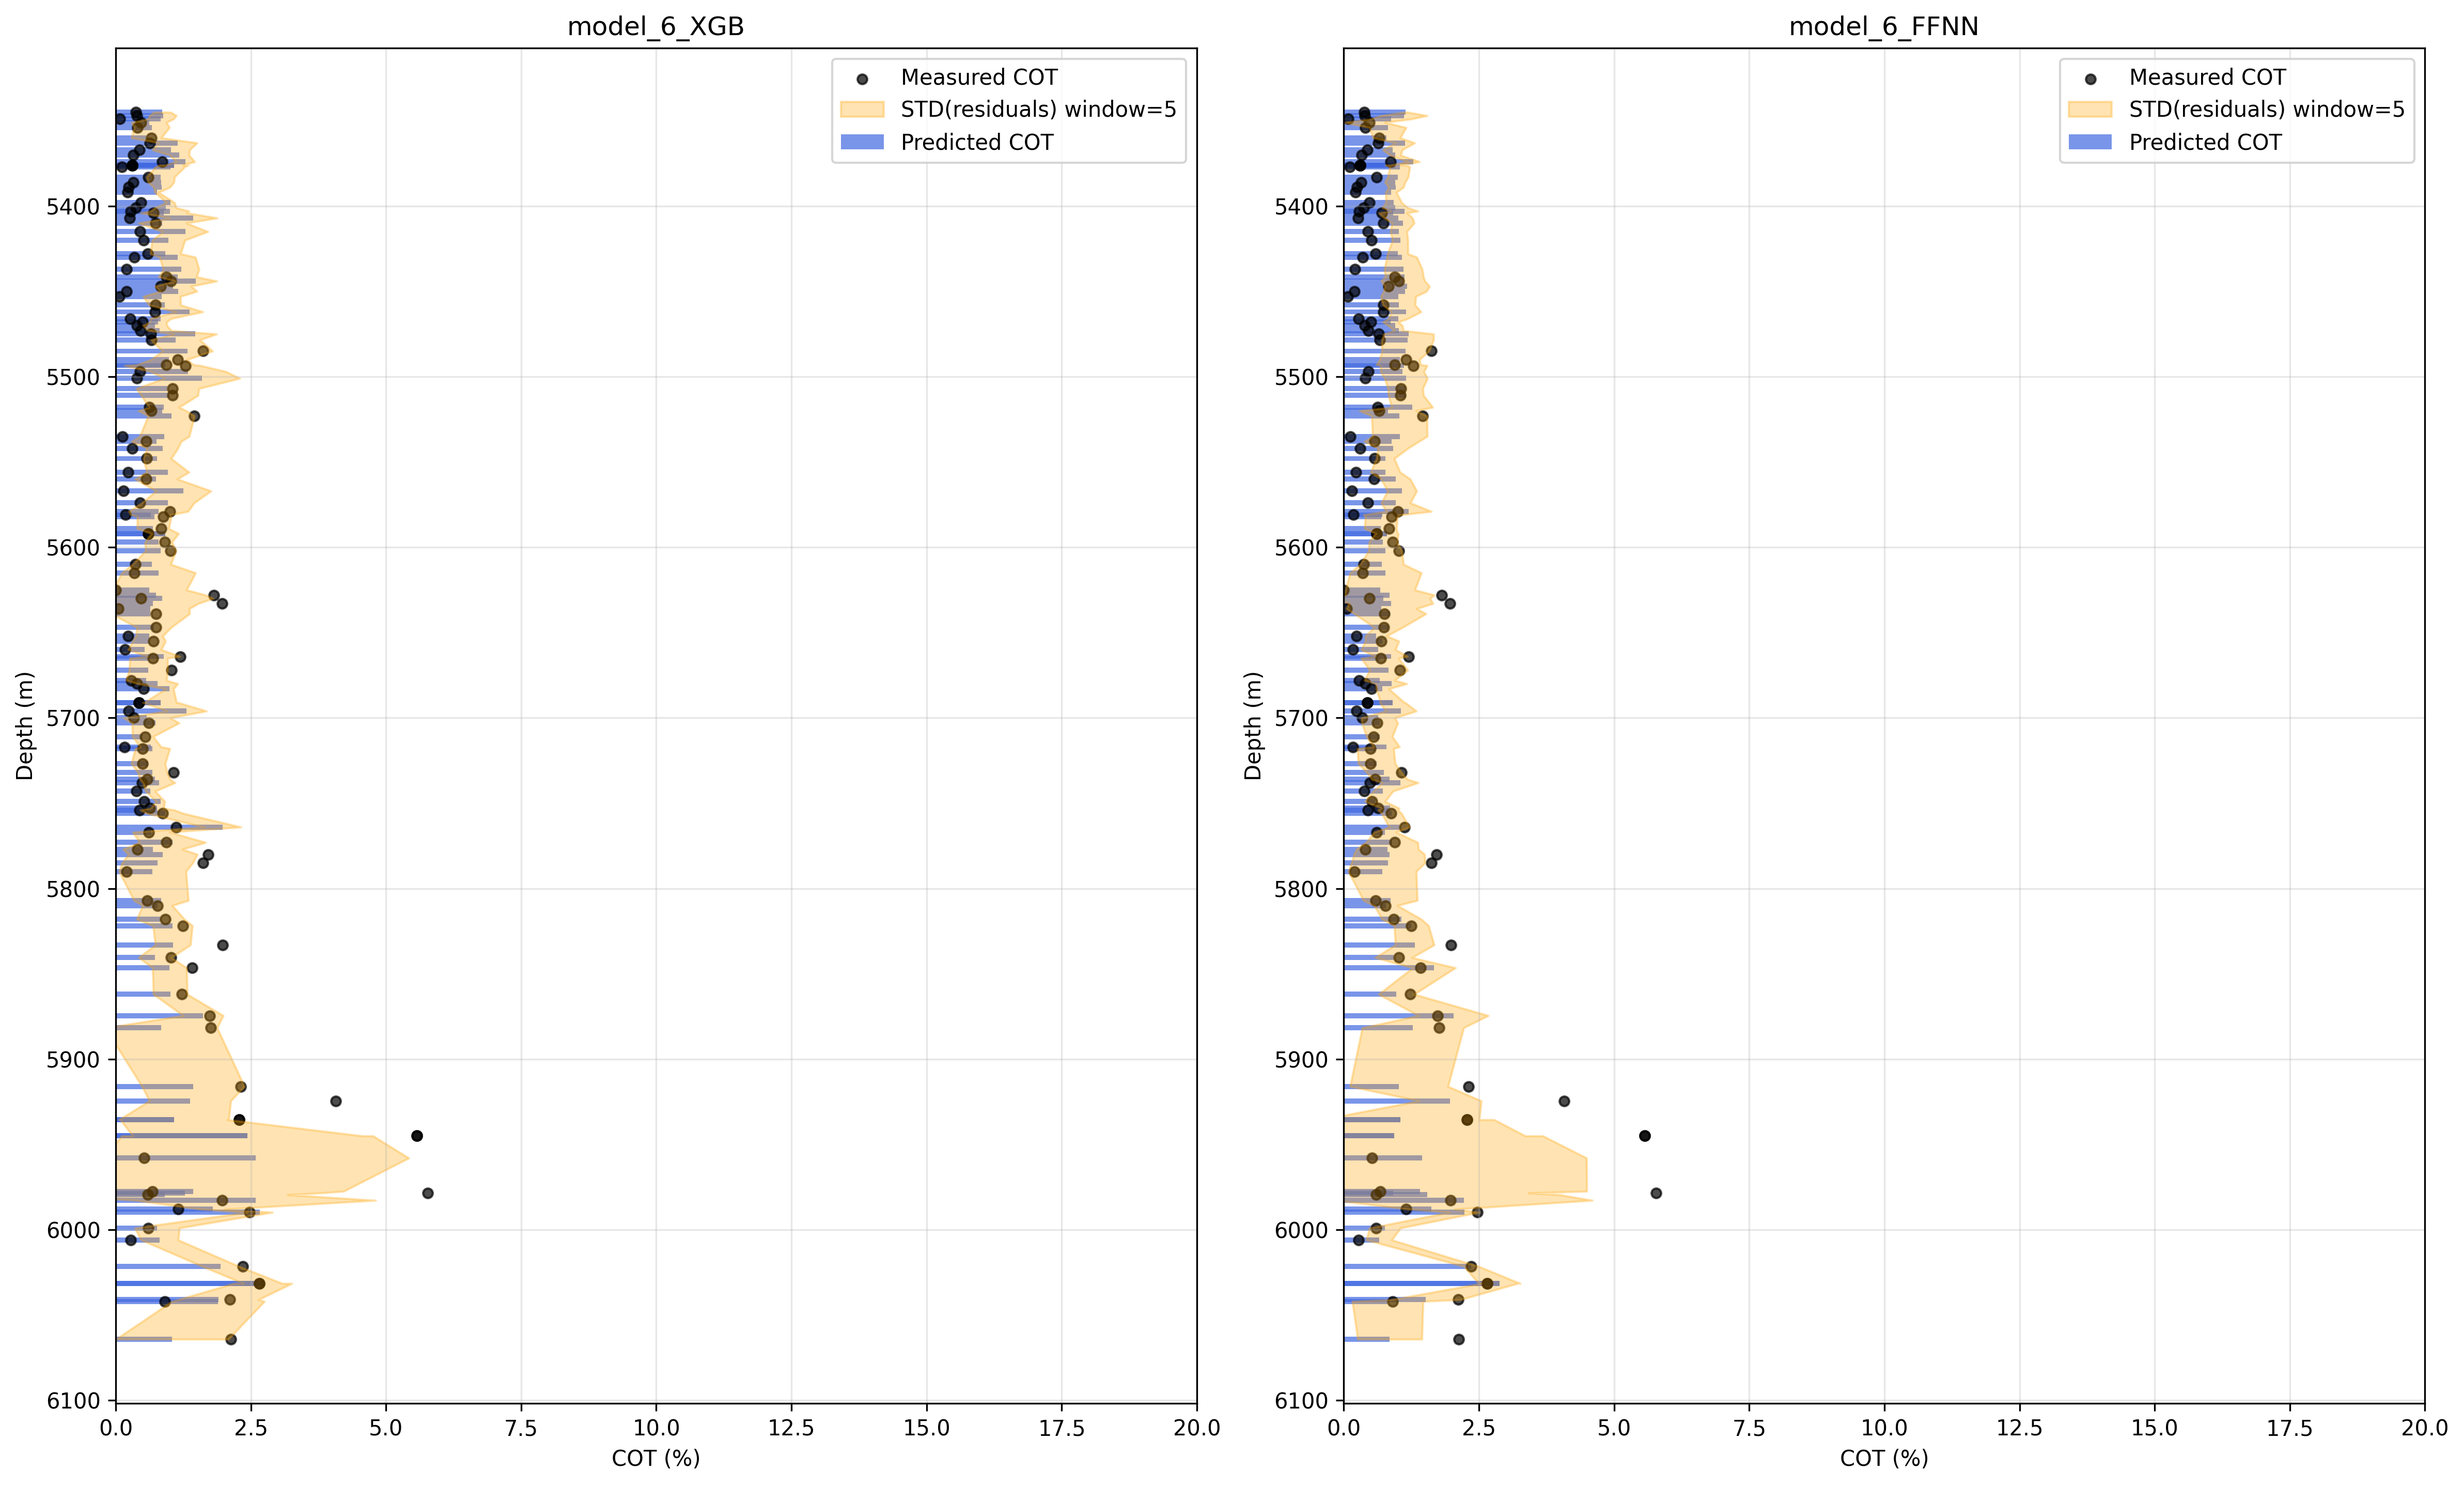 model_6_XGB
Measured COT
STD(residuals) window=5
Predicted COT
Depth (m)
5400
5500
5600
5700
5800
5900
6000
6100
0.0 2.5 5.0 7.5 10.0 12.5 15.0 17.5 20.0
COT (%)
model_6_FFNN
Measured COT
STD(residuals) window=5
Predicted COT
Depth (m)
5400
5500
5600
5700
5800
5900
6000
6100
0.0 2.5 5.0 7.5 10.0 12.5 15.0 17.5 20.0
COT (%)